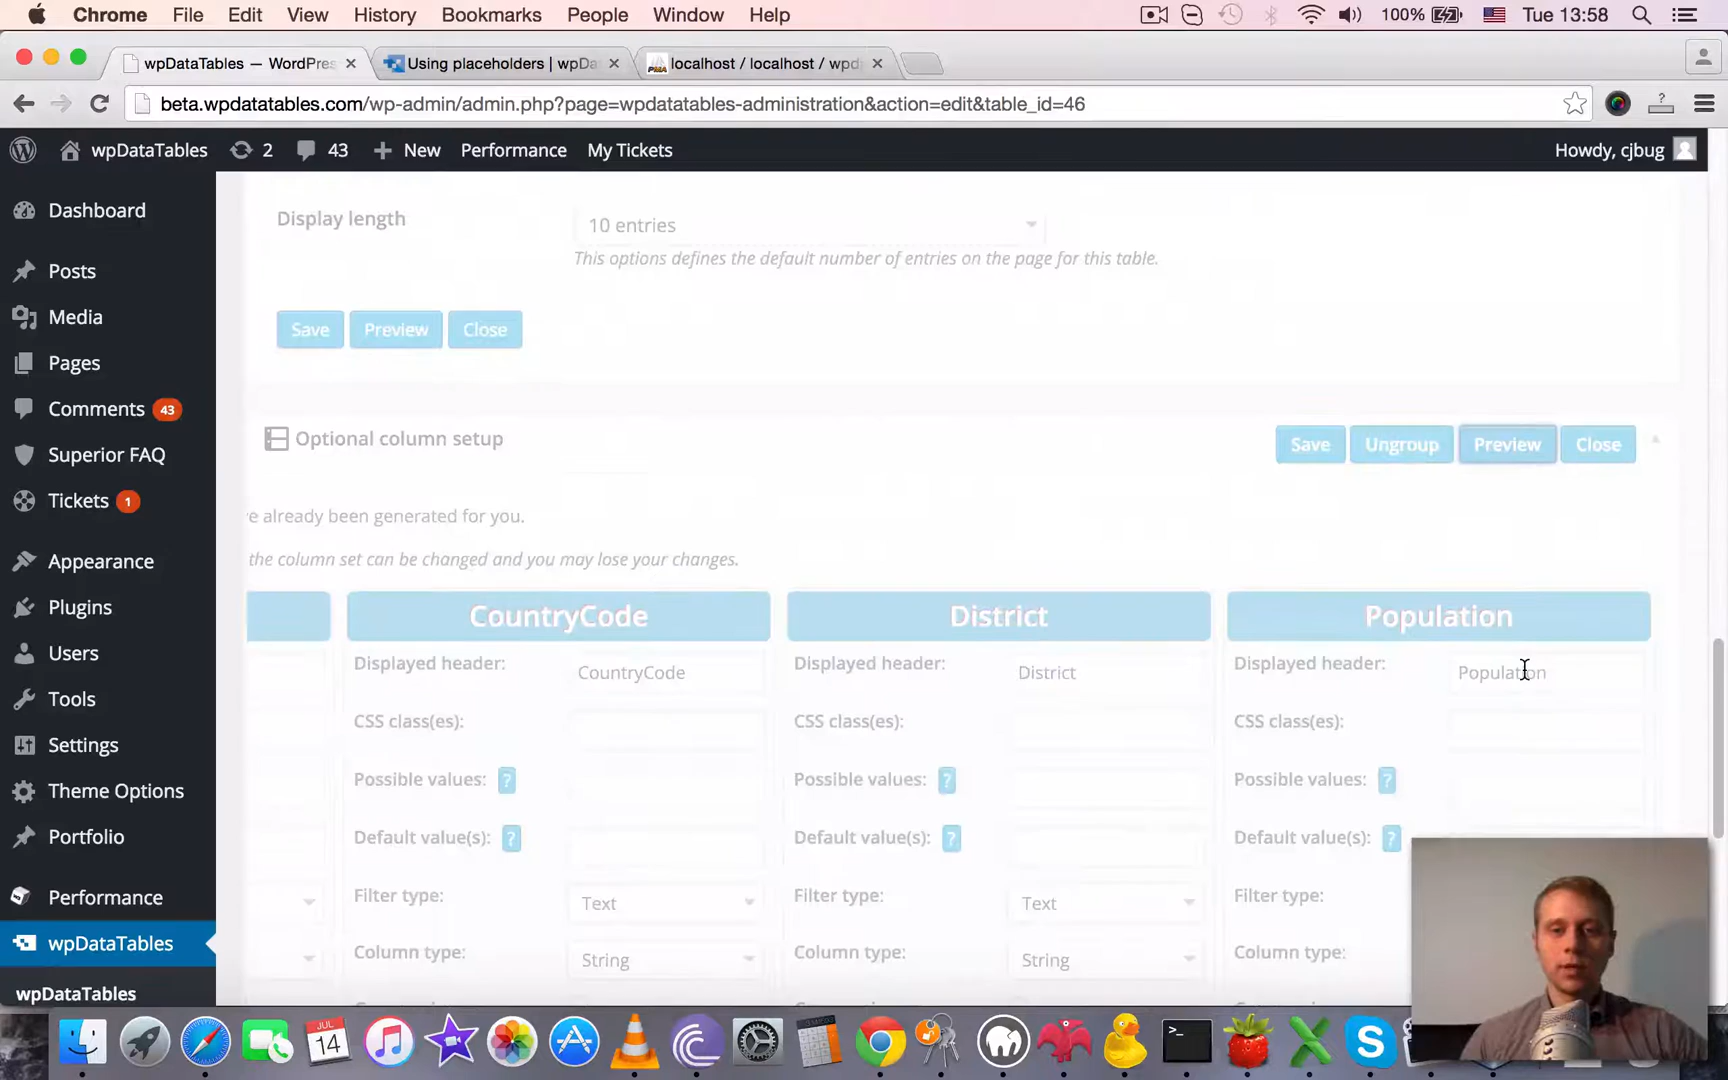 Chrome File Edit View History Bookmarks People Window Help 100% Tue 13:58
wpDataTables — WordPres Using placeholders | wpDa localhost / localhost / wpd
beta.wpdatatables.com/wp-admin/admin.php?page=wpdatatables-administration&action=edit&table_id=46
wpDataTables 2 43 New Performance My Tickets Howdy, cjbug
Dashboard
Posts
Media
Pages
Comments 43
Superior FAQ
Tickets 1
Appearance
Plugins
Users
Tools
Settings
Theme Options
Portfolio
Performance
wpDataTables
wpDataTables
Display length 10 entries
This options defines the default number of entries on the page for this table.
Save Preview Close
Optional column setup Save Ungroup Preview Close
e already been generated for you.
the column set can be changed and you may lose your changes.
CountryCode District Population
Displayed header: CountryCode Displayed header: District Displayed header: Population
CSS class(es): CSS class(es): CSS class(es):
Possible values: ? Possible values: ? Possible values: ?
Default value(s): ? Default value(s): ? Default value(s): ?
Filter type: Text Filter type: Text Filter type:
Column type: String Column type: String Column type:
JUL
14